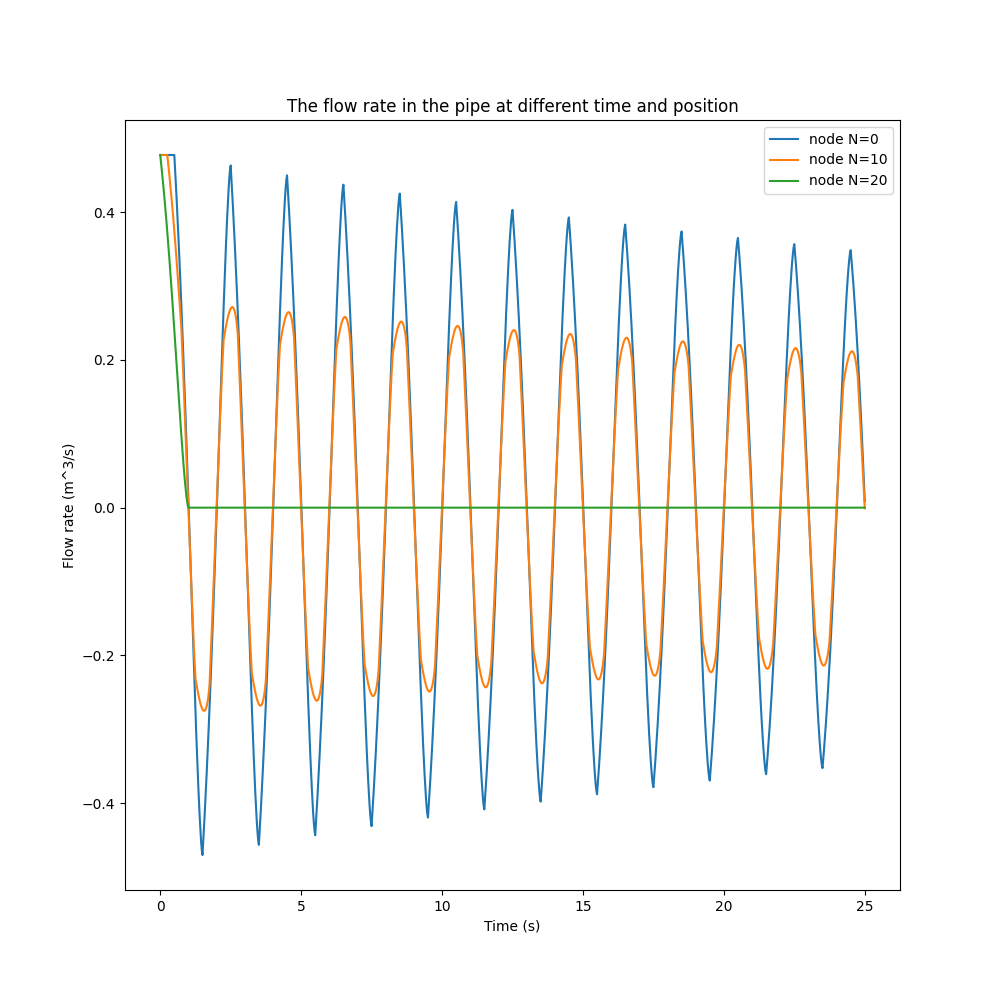 The flow rate in the pipe at different time and position
node N=0
node N=10
node N=20
Flow rate (m^3/s)
0.4
0.2
0.0
−0.2
−0.4
0
5
10
15
20
25
Time (s)